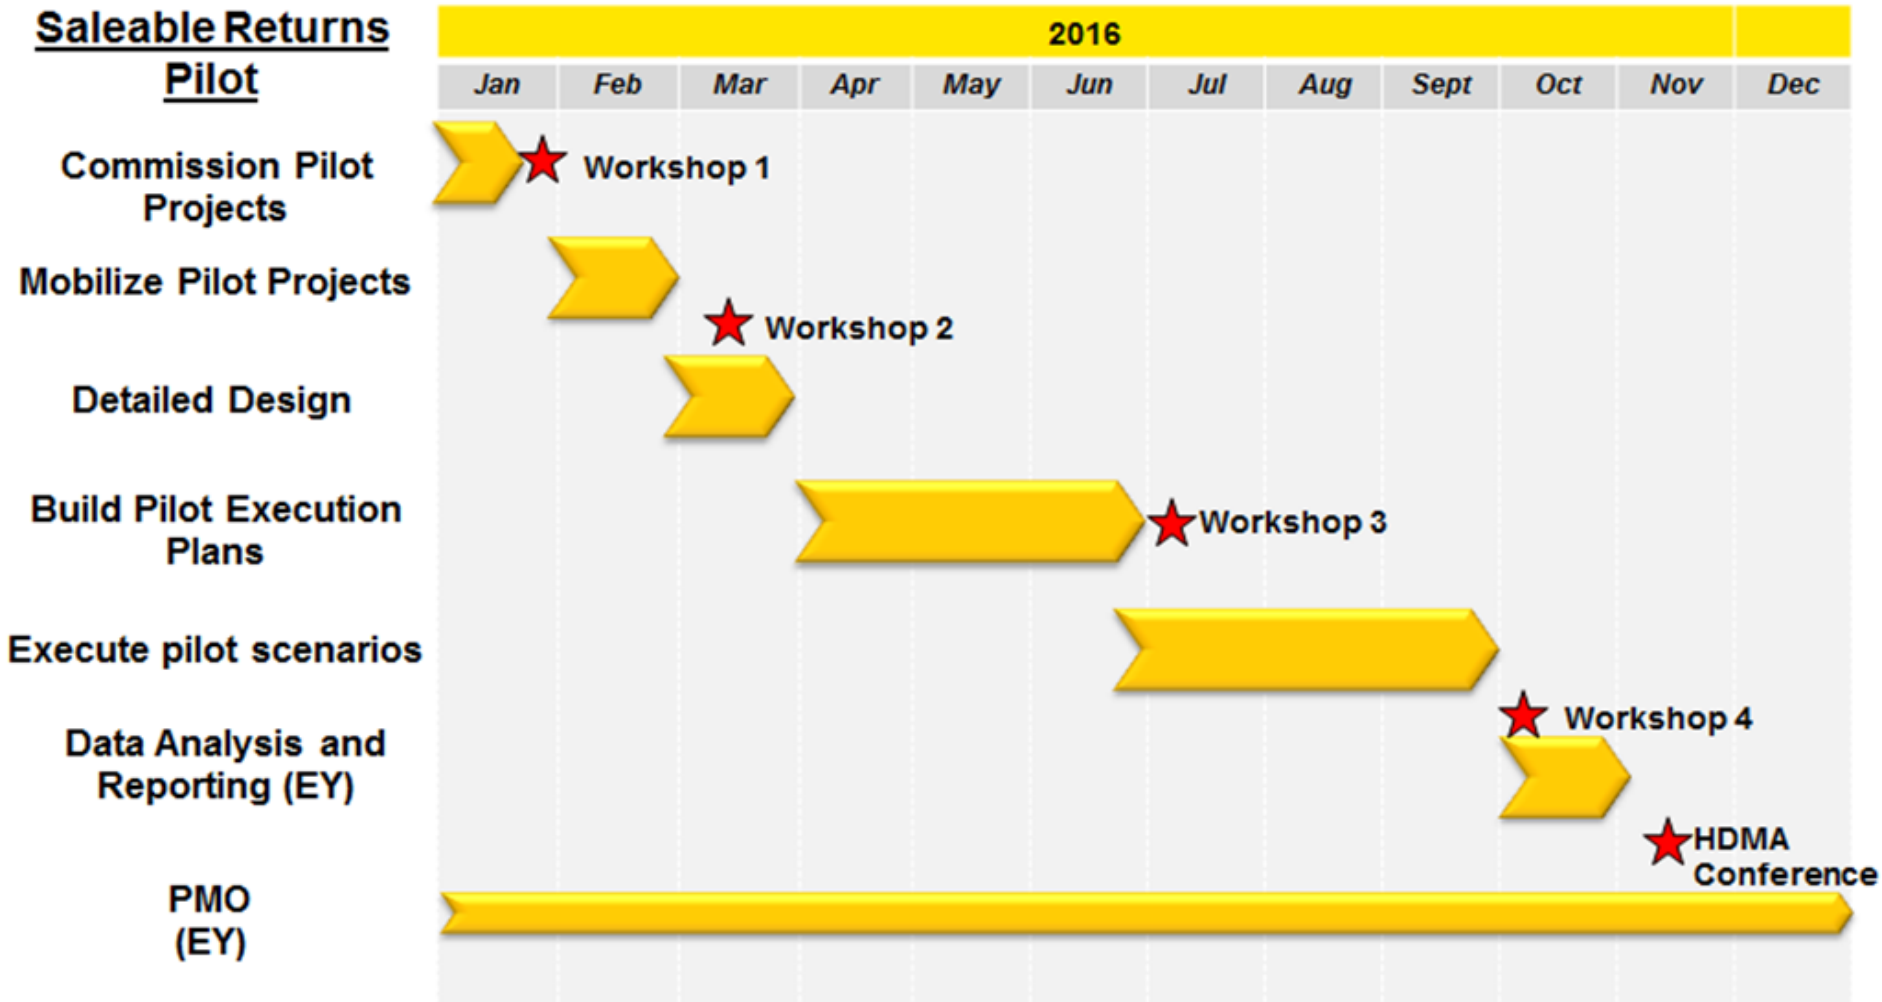 Saleable Returns
Pilot
2016
Jan Feb Mar Apr May Jun Jul Aug Sept Oct Nov Dec
Commission Pilot
Projects
Workshop 1
Mobilize Pilot Projects
Workshop 2
Detailed Design
Build Pilot Execution
Plans
Workshop 3
Execute pilot scenarios
Workshop 4
Data Analysis and
Reporting (EY)
HDMA
Conference
PMO
(EY)